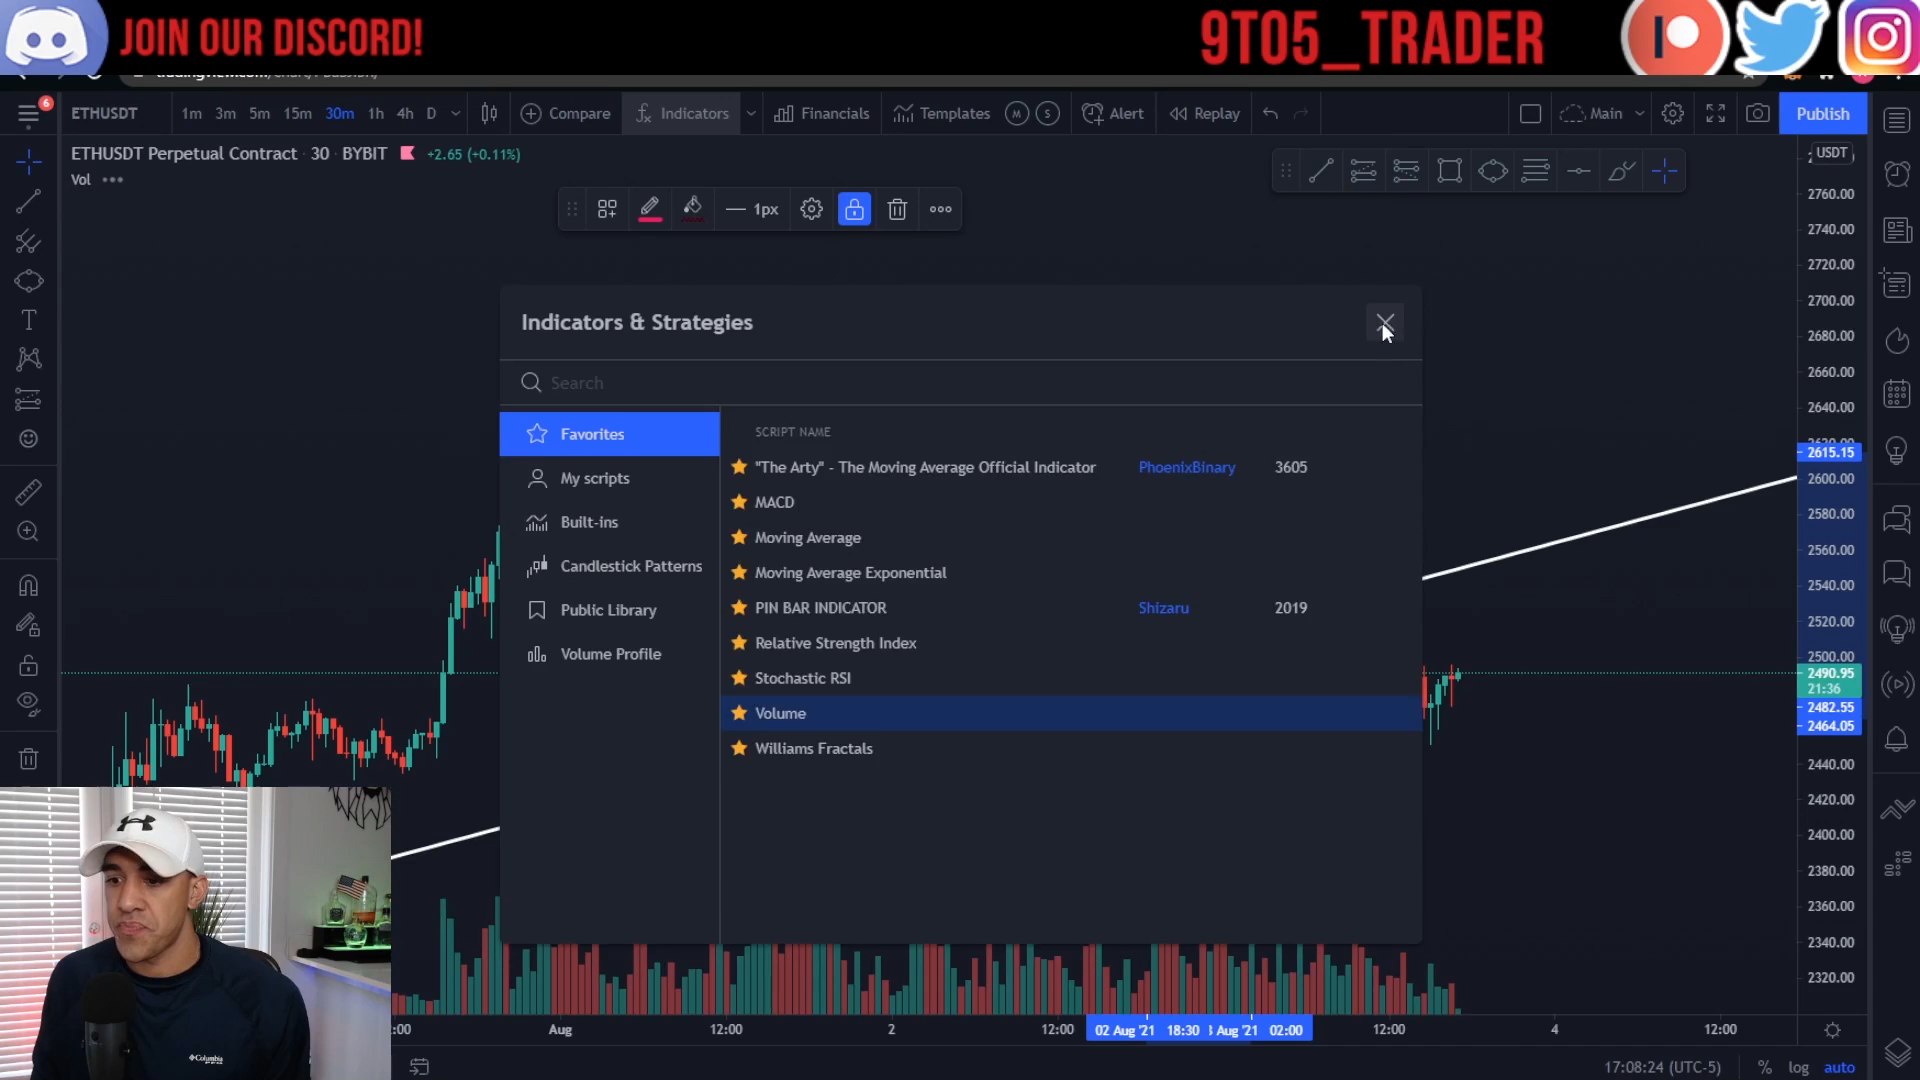 JOIN OUR DISCORD!
9TO5_TRADER
6
ETHUSDT
1m 3m 5m 15m 30m 1h 4h D
Compare
Indicators
Financials
Templates
M
S
Alert
Replay
Main
Publish
ETHUSDT Perpetual Contract · 30 · BYBIT
+2.65 (+0.11%)
Vol
USDT
1px
2760.00
2740.00
2720.00
2700.00
2680.00
2660.00
2640.00
2615.15
2600.00
2580.00
2560.00
2540.00
2520.00
2500.00
2490.95
21:36
2482.55
2464.05
2440.00
2420.00
2400.00
2380.00
2360.00
2340.00
2320.00
Indicators & Strategies
Search
Favorites
My scripts
Built-ins
Candlestick Patterns
Public Library
Volume Profile
SCRIPT NAME
"The Arty" - The Moving Average Official Indicator PhoenixBinary 3605
MACD
Moving Average
Moving Average Exponential
PIN BAR INDICATOR Shizaru 2019
Relative Strength Index
Stochastic RSI
Volume
Williams Fractals
:00 Aug 12:00 2 12:00 02 Aug '21 18:30 Aug '21 02:00 12:00 4 12:00
17:08:24 (UTC-5) % log auto
Columbia